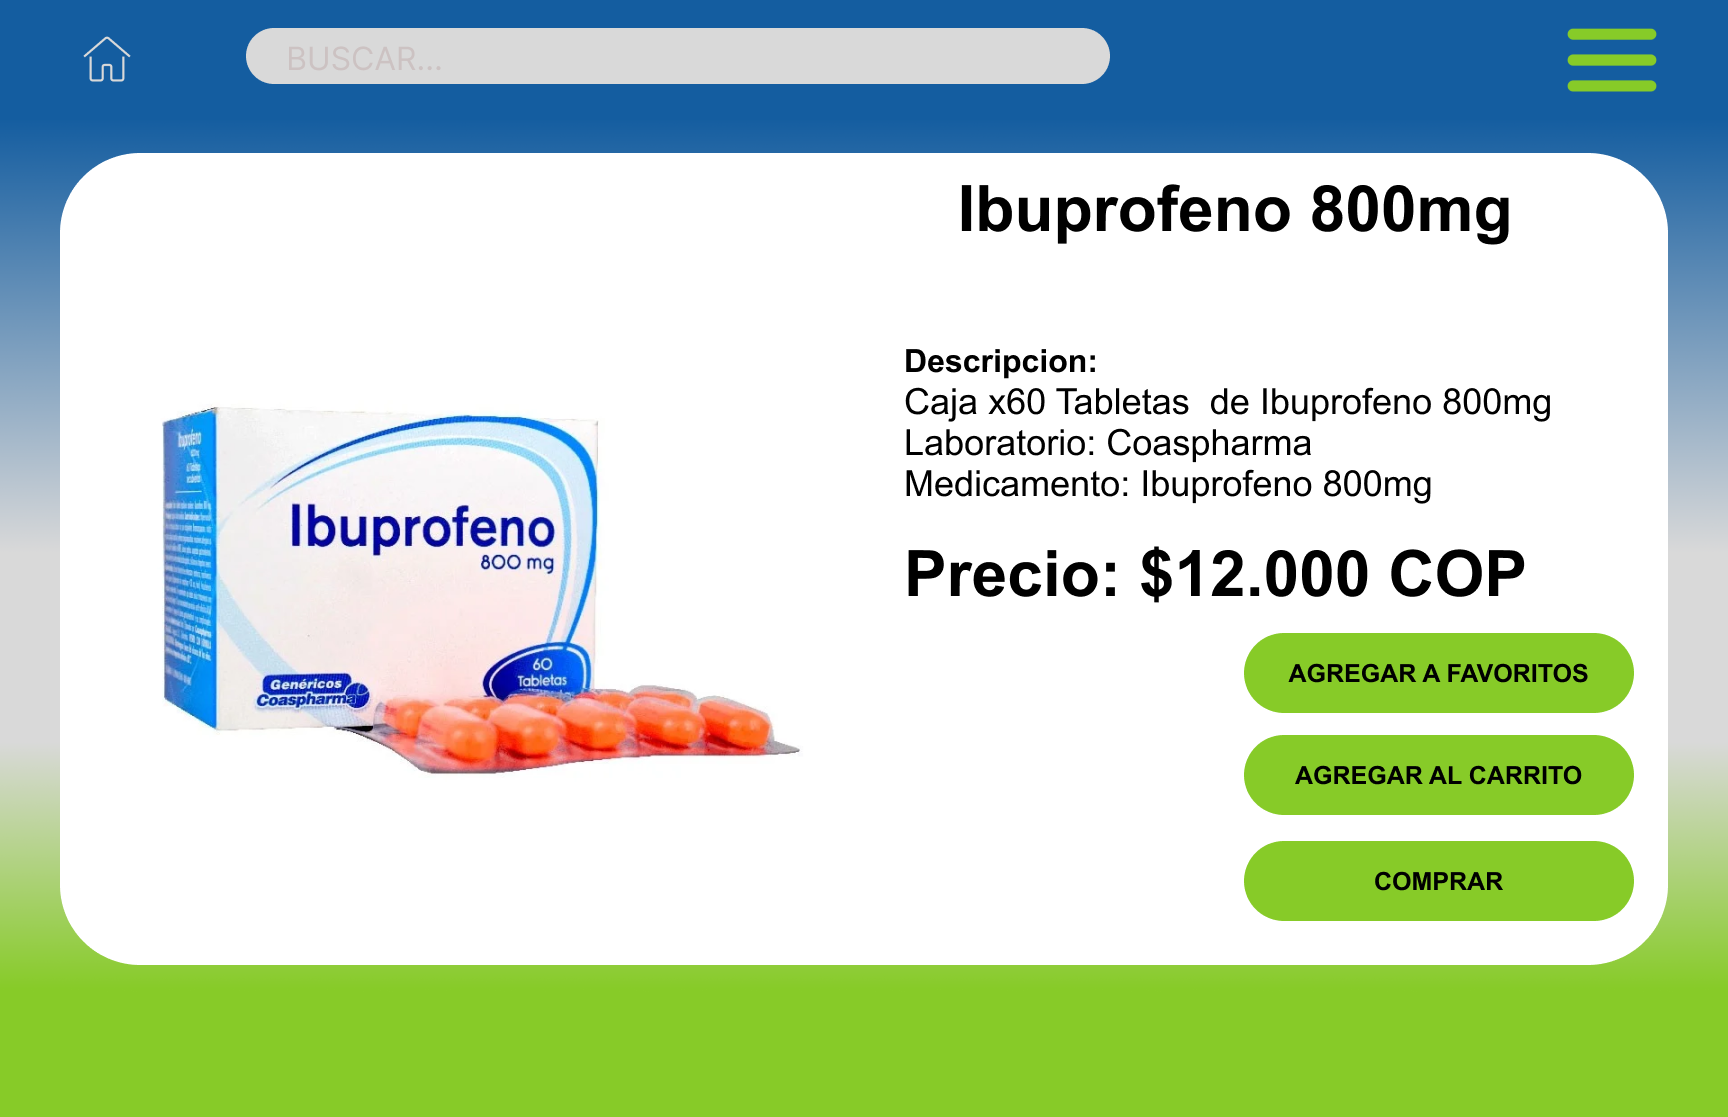 BUSCAR...
Ibuprofeno 800mg
Descripcion:
Caja x60 Tabletas  de Ibuprofeno 800mg
Laboratorio: Coaspharma
Medicamento: Ibuprofeno 800mg
Precio: $12.000 COP
AGREGAR A FAVORITOS
AGREGAR AL CARRITO
COMPRAR
Ibuprofeno
Ibuprofeno
800 mg
60
Tabletas
Genéricos
Coaspharma